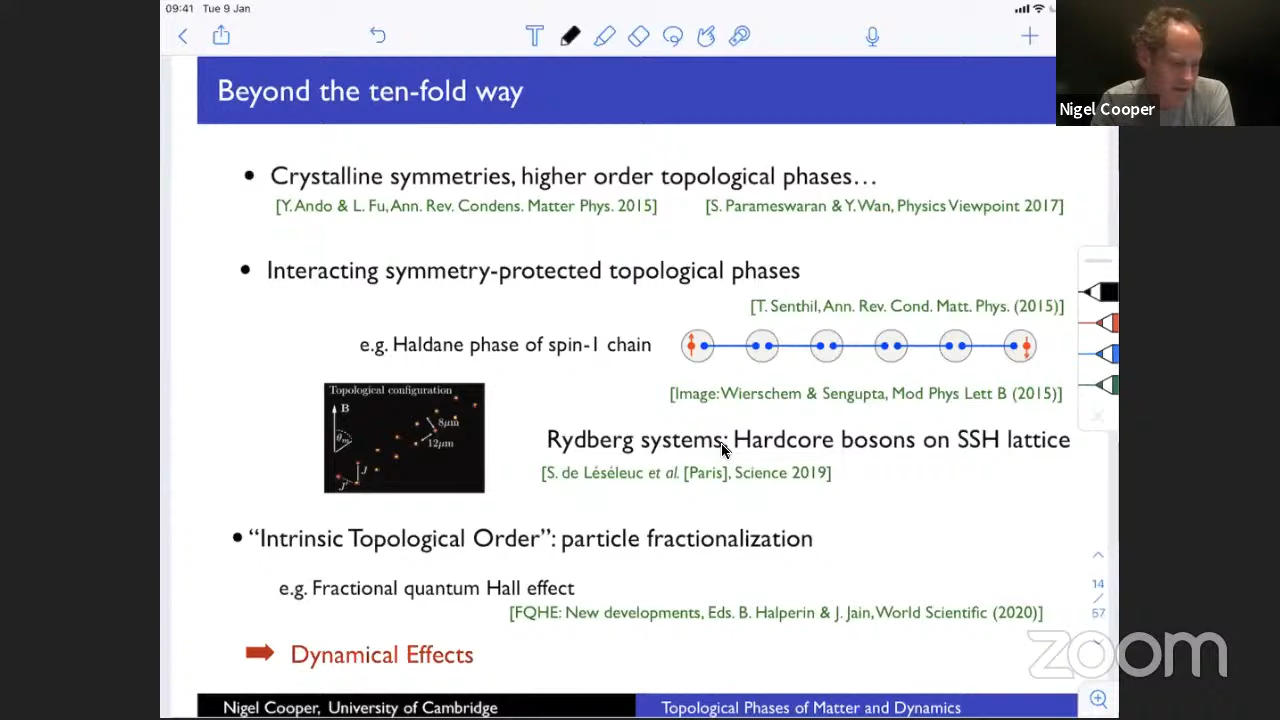 09:41 Tue 9 Jan
Beyond the ten-fold way
Nigel Cooper
• Crystalline symmetries, higher order topological phases…
[Y. Ando & L. Fu, Ann. Rev. Condens. Matter Phys. 2015] [S. Parameswaran & Y. Wan, Physics Viewpoint 2017]
• Interacting symmetry-protected topological phases
[T. Senthil, Ann. Rev. Cond. Matt. Phys. (2015)]
e.g. Haldane phase of spin-1 chain
[Image: Wierschem & Sengupta, Mod Phys Lett B (2015)]
Topological configuration
B
θm
8μm
12μm
J
J'
Rydberg systems: Hardcore bosons on SSH lattice
[S. de Léséleuc et al. [Paris], Science 2019]
• “Intrinsic Topological Order”: particle fractionalization
e.g. Fractional quantum Hall effect
[FQHE: New developments, Eds. B. Halperin & J. Jain, World Scientific (2020)]
14
/
57
Dynamical Effects
zoom
Nigel Cooper, University of Cambridge Topological Phases of Matter and Dynamics